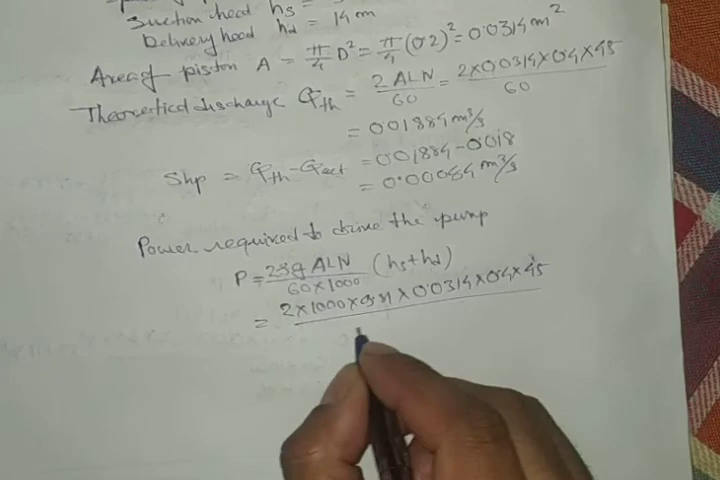 Suction head hs =
Delivery head hd = 14 m
Area of piston A = π/4 D² = π/4 (0.2)² = 0.0314 m²
Theoretical discharge Qth = 2ALN/60 = 2×0.0314×0.4×45/60
= 0.01884 m³/s
Slip = Qth - Qact = 0.01884 - 0.018
= 0.00084 m³/s
Power required to drive the pump
P = 2ρgALN/60×1000 (hs + hd)
= 2×1000×9.81×0.0314×0.4×45